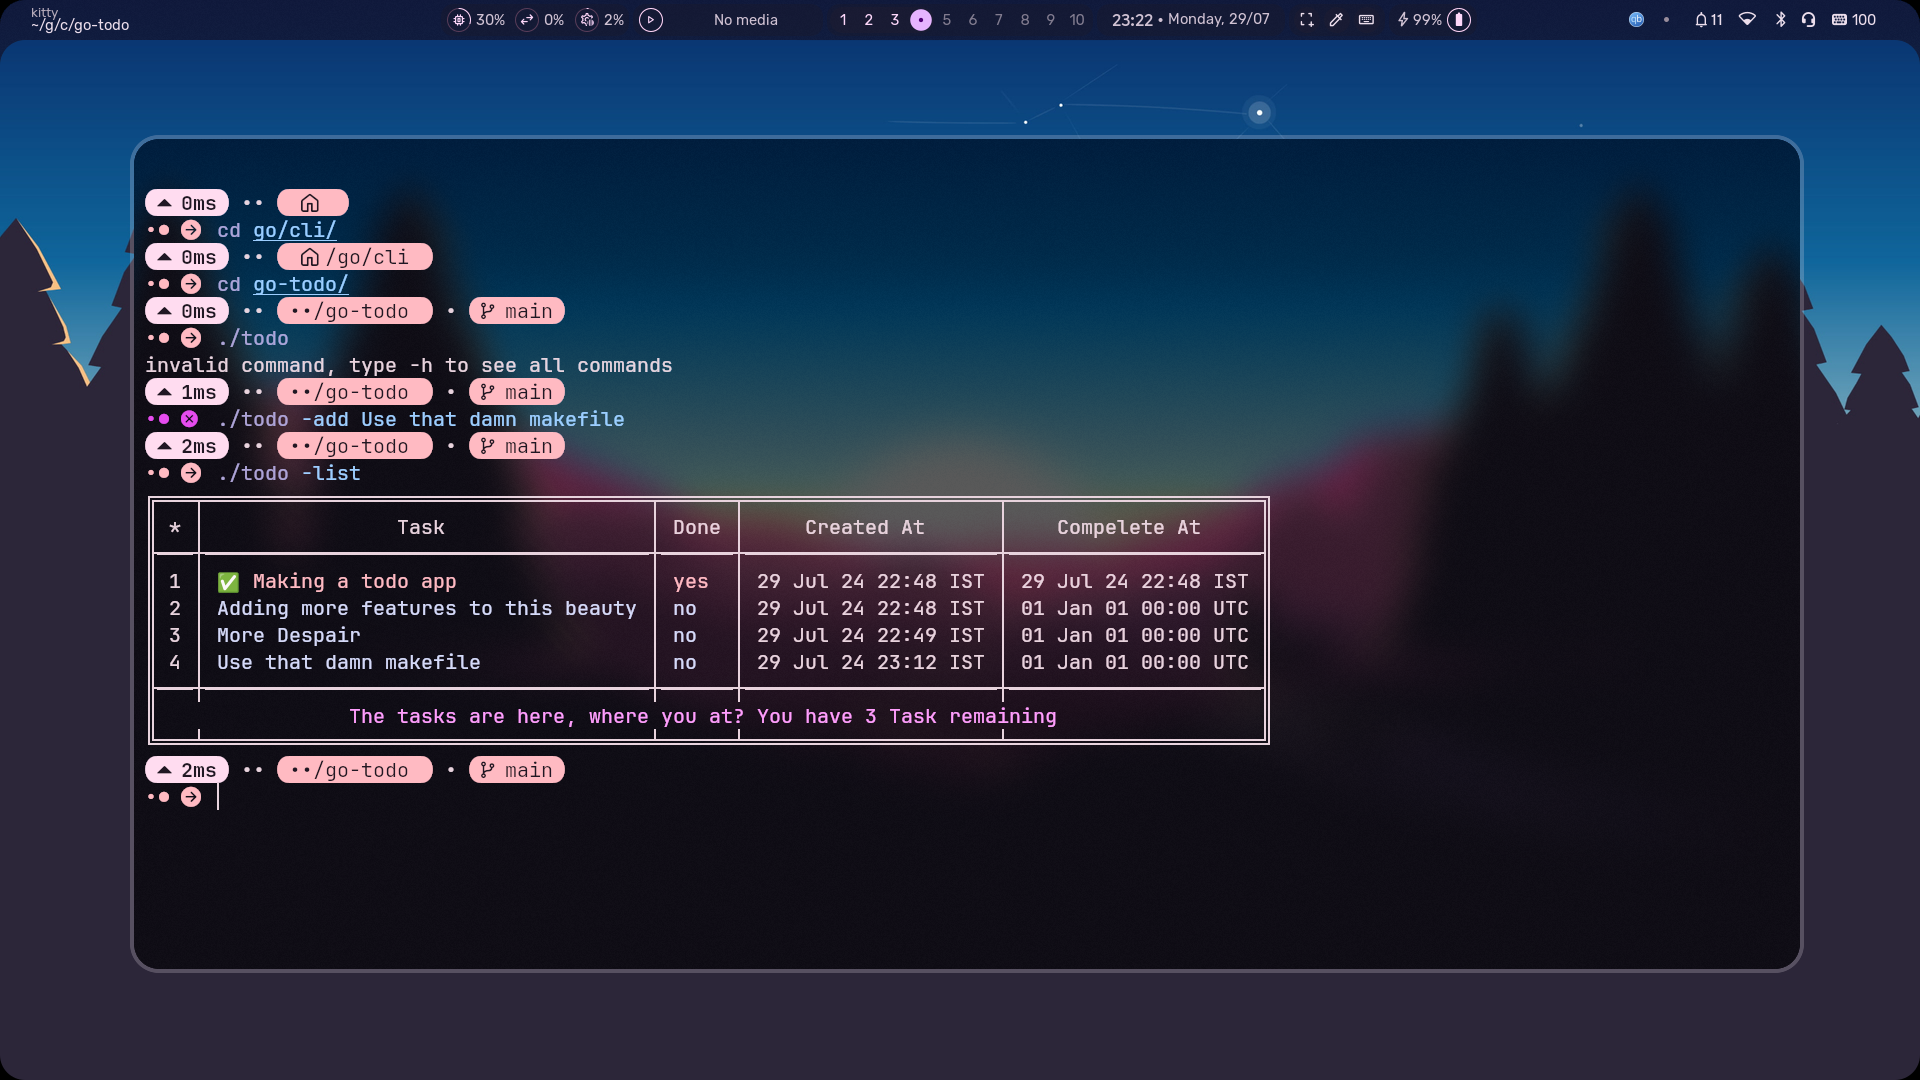 kitty
~/g/c/go-todo
30% 0% 2% No media 1 2 3 5 6 7 8 9 10 23:22 • Monday, 29/07 99% qb 11 100
0ms ••
cd go/cli/
0ms •• /go/cli
cd go-todo/
0ms •• ••/go-todo • main
./todo
invalid command, type -h to see all commands
1ms •• ••/go-todo • main
./todo -add Use that damn makefile
2ms •• ••/go-todo • main
./todo -list
* Task Done Created At Compelete At
1 ✅ Making a todo app yes 29 Jul 24 22:48 IST 29 Jul 24 22:48 IST
2 Adding more features to this beauty no 29 Jul 24 22:48 IST 01 Jan 01 00:00 UTC
3 More Despair no 29 Jul 24 22:49 IST 01 Jan 01 00:00 UTC
4 Use that damn makefile no 29 Jul 24 23:12 IST 01 Jan 01 00:00 UTC
The tasks are here, where you at? You have 3 Task remaining
2ms •• ••/go-todo • main